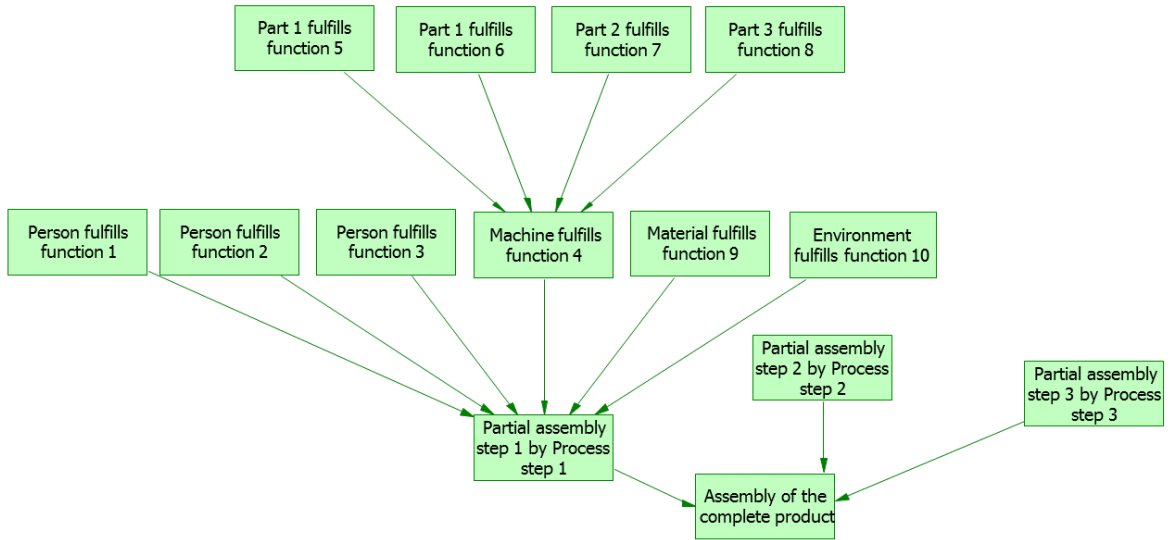 Part 1 fulfills
function 5
Part 1 fulfills
function 6
Part 2 fulfills
function 7
Part 3 fulfills
function 8
Person fulfills
function 1
Person fulfills
function 2
Person fulfills
function 3
Machine fulfills
function 4
Material fulfills
function 9
Environment
fulfills function 10
Partial assembly
step 2 by Process
step 2
Partial assembly
step 3 by Process
step 3
Partial assembly
step 1 by Process
step 1
Assembly of the
complete product